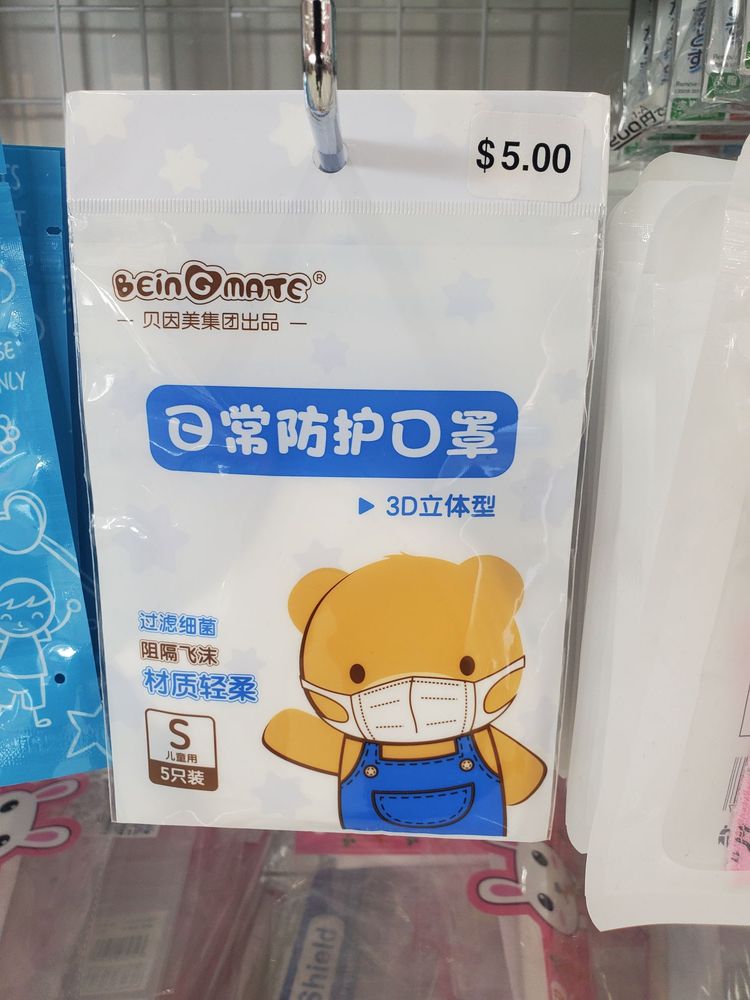 $5.00
BEinGMATE®
— 贝因美集团出品 —
日常防护口罩
▶ 3D立体型
过滤细菌
阻隔飞沫
材质轻柔
S
儿童用
5只装
NLY
Shield